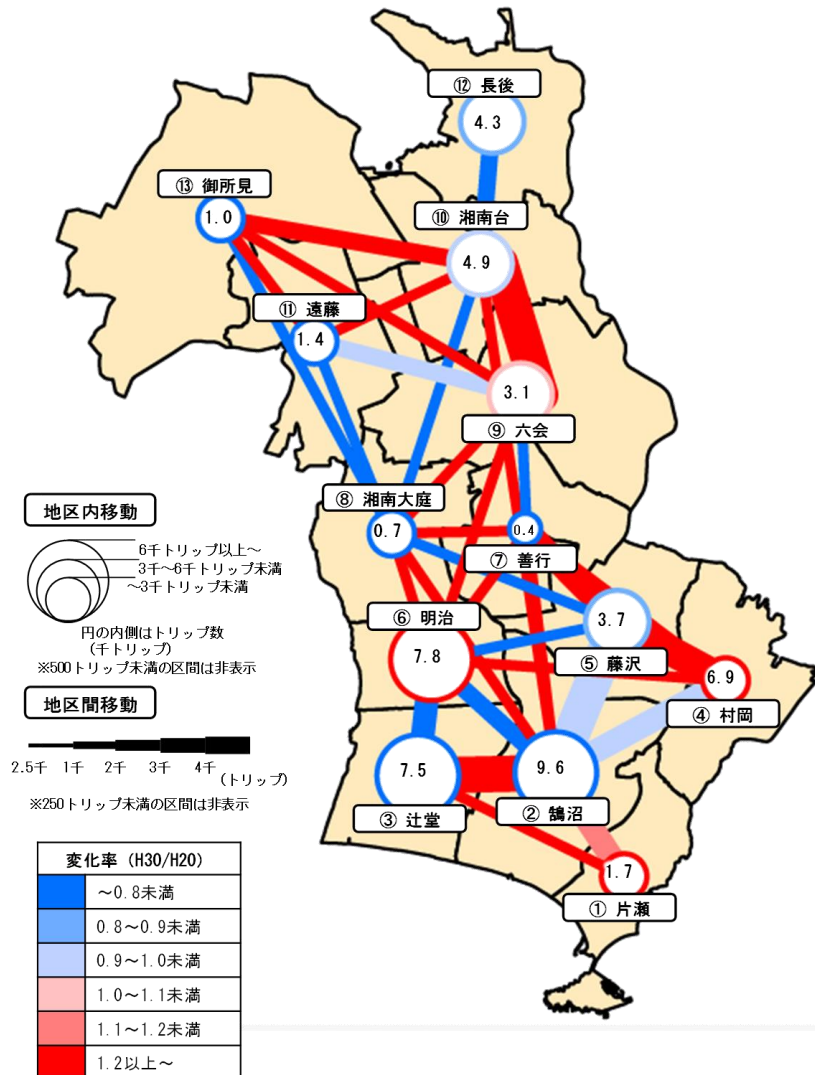 ⑫ 長後
4.3
⑬ 御所見
1.0
⑩ 湘南台
4.9
⑪ 遠藤
1.4
3.1
⑨ 六会
⑧ 湘南大庭
0.7
0.4
⑦ 善行
⑥ 明治
7.8
3.7
⑤ 藤沢
6.9
④ 村岡
7.5
③ 辻堂
9.6
② 鵠沼
1.7
① 片瀬
地区内移動
6千トリップ以上~
3千~6千トリップ未満
~3千トリップ未満
円の内側はトリップ数
(千トリップ)
※500トリップ未満の区間は非表示
地区間移動
2.5千 1千 2千 3千 4千 (トリップ)
※250トリップ未満の区間は非表示
変化率 (H30/H20)
~0.8未満
0.8~0.9未満
0.9~1.0未満
1.0~1.1未満
1.1~1.2未満
1.2以上~